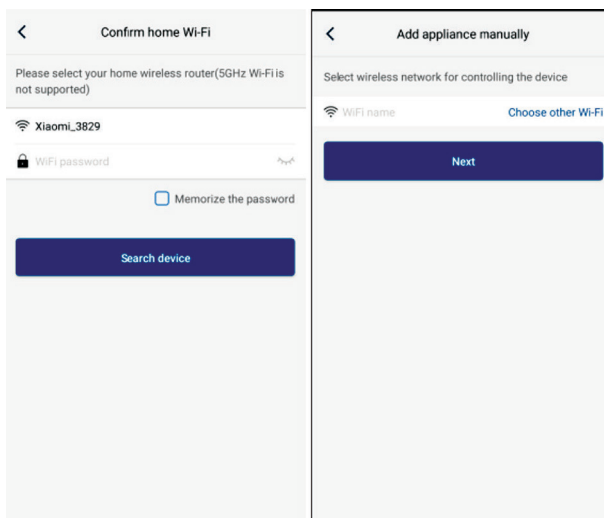 Confirm home Wi-Fi
Please select your home wireless router(5GHz Wi-Fi is
not supported)
Xiaomi_3829
WiFi password
Memorize the password
Search device
Add appliance manually
Select wireless network for controlling the device
WiFi name Choose other Wi-Fi
Next